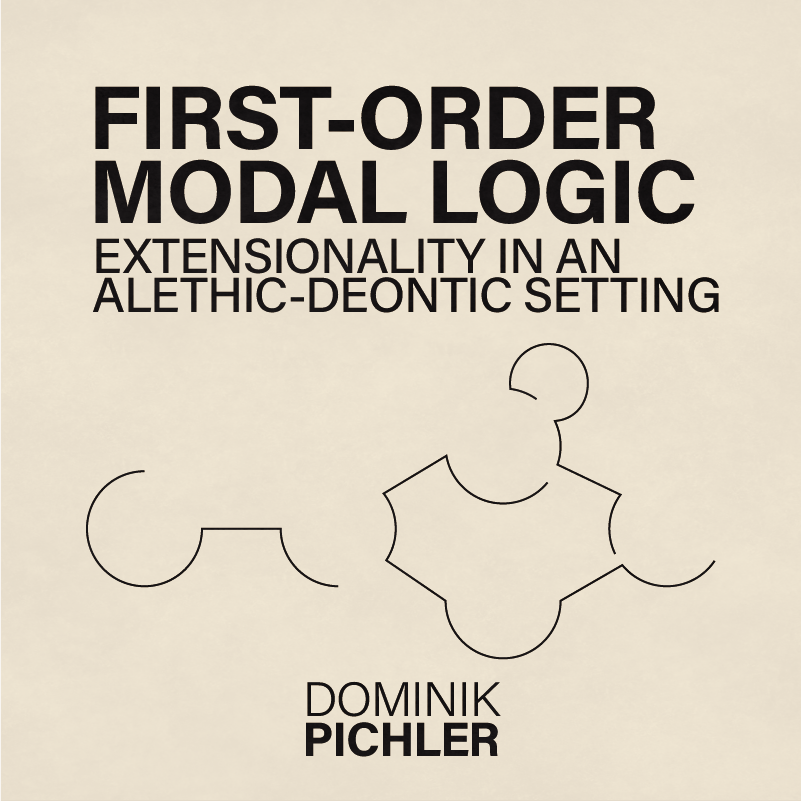 FIRST-ORDER
MODAL LOGIC
EXTENSIONALITY IN AN
ALETHIC-DEONTIC SETTING
DOMINIK
PICHLER